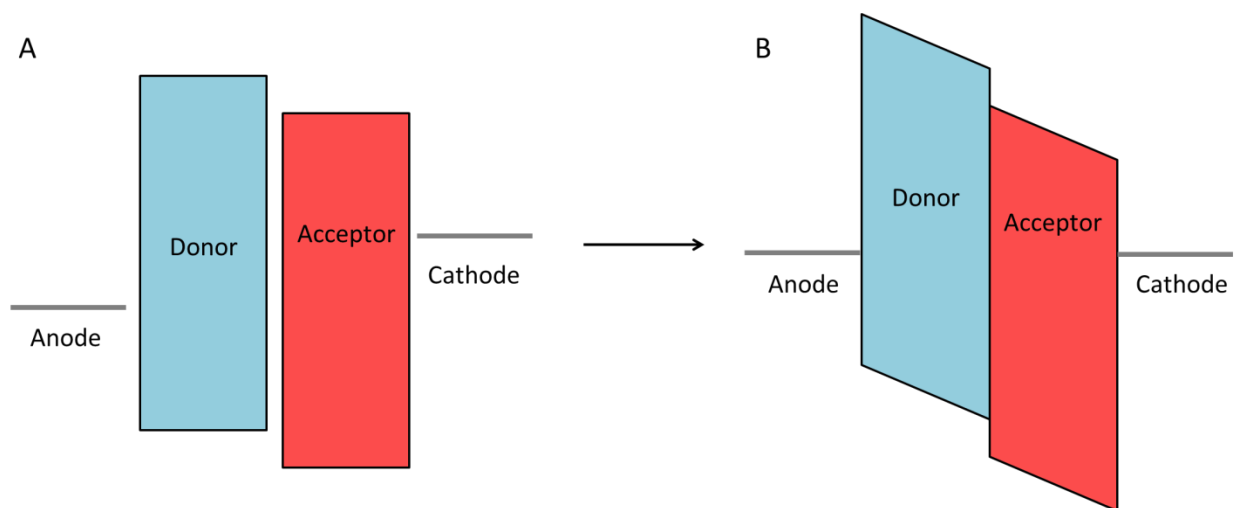 A
Donor
Acceptor
Anode
Cathode
B
Donor
Acceptor
Anode
Cathode